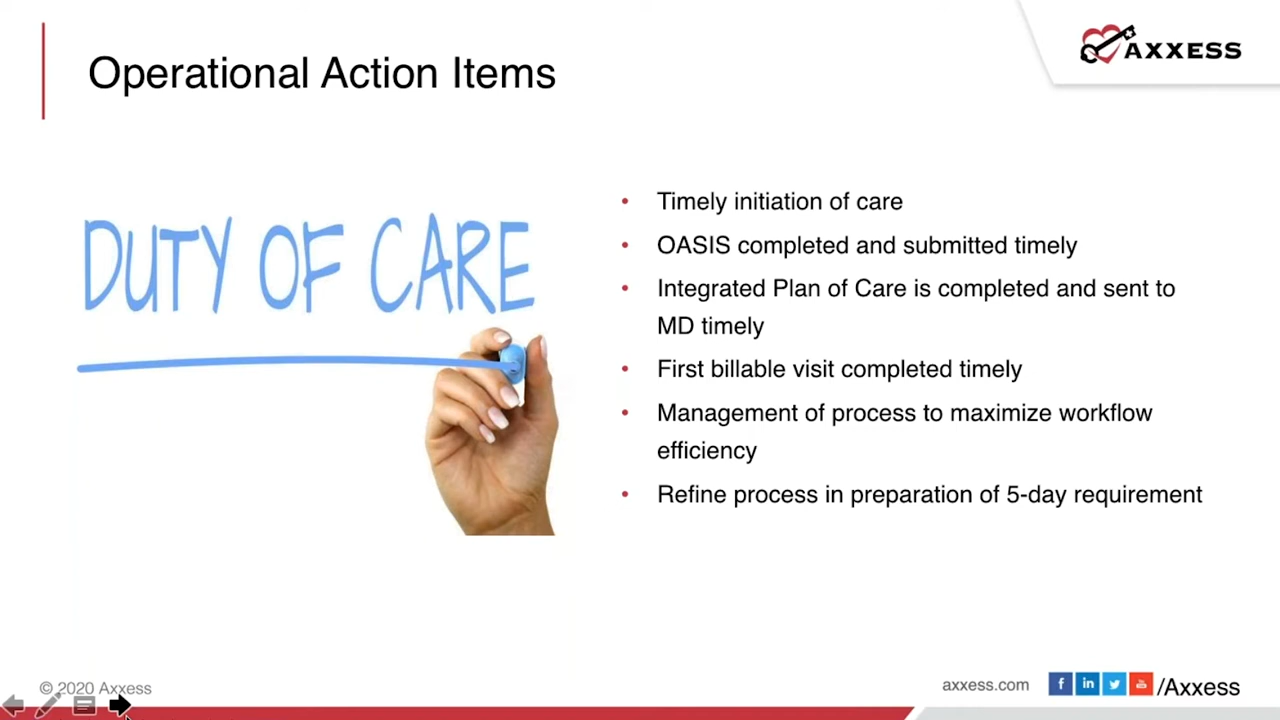 Operational Action Items
AXXESS
DUTY OF CARE
• Timely initiation of care
• OASIS completed and submitted timely
• Integrated Plan of Care is completed and sent to
MD timely
• First billable visit completed timely
• Management of process to maximize workflow
efficiency
• Refine process in preparation of 5-day requirement
© 2020 Axxess
axxess.com
/Axxess